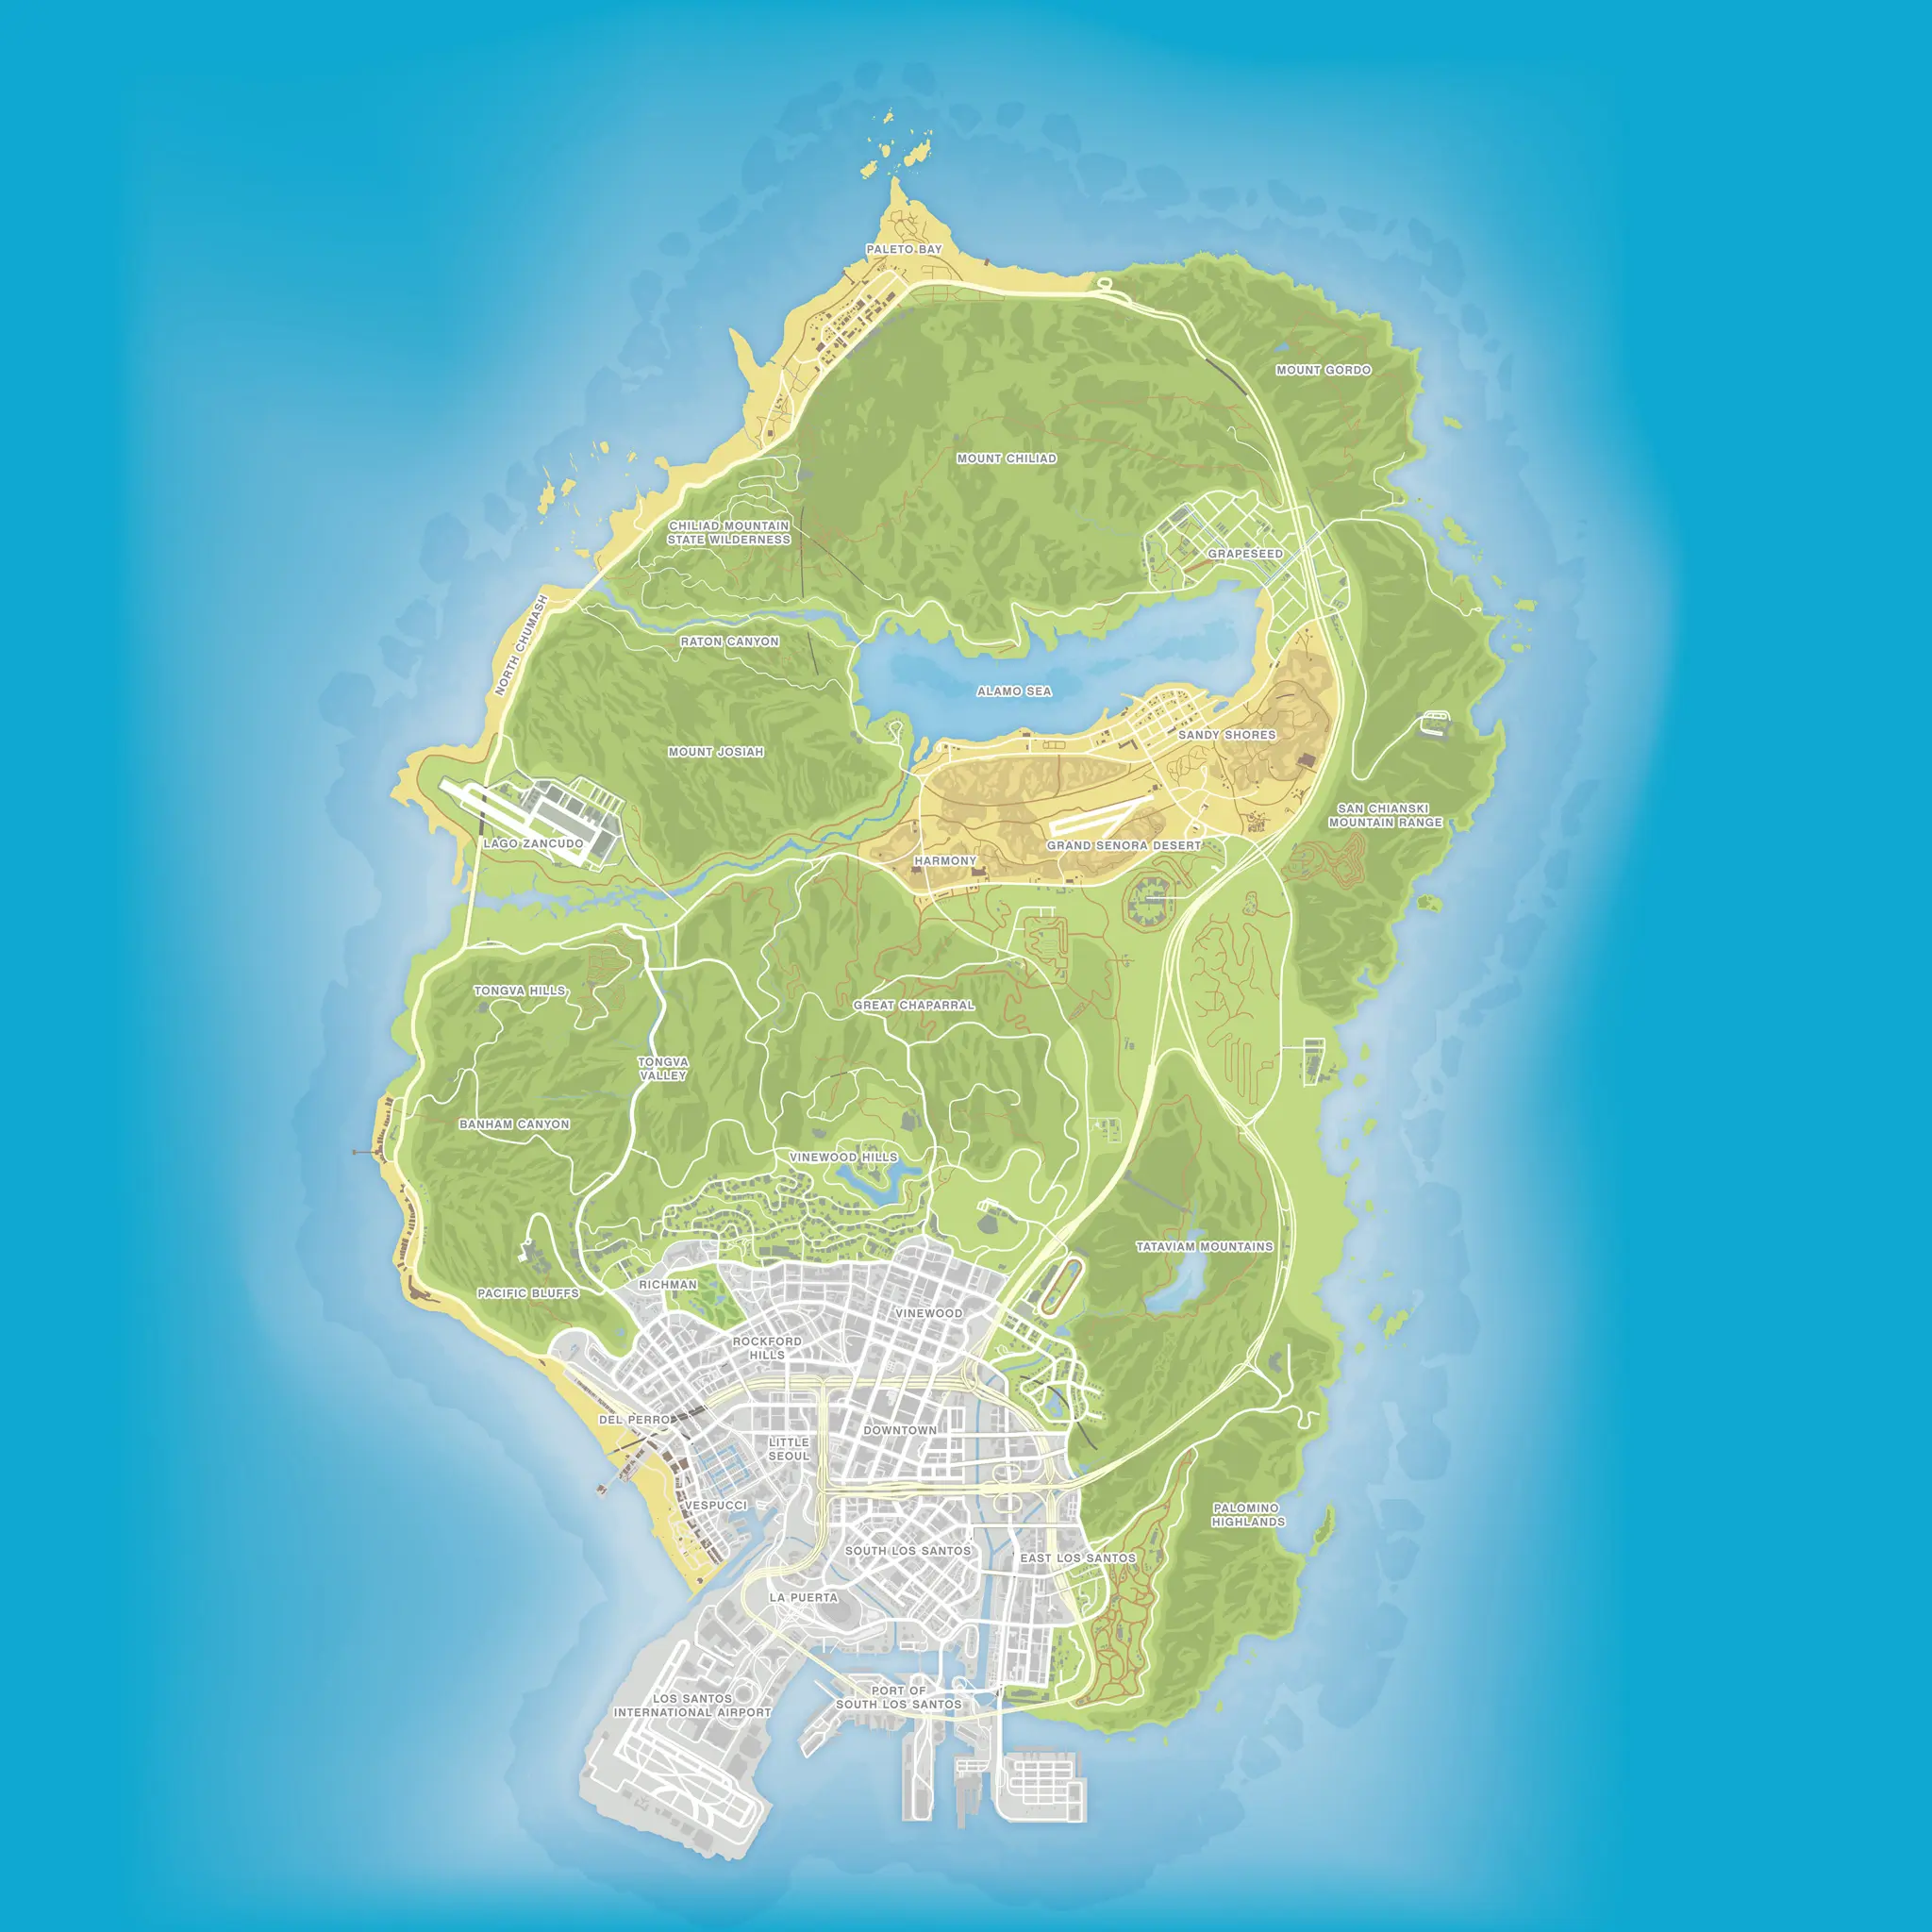 PALETO BAY
MOUNT GORDO
MOUNT CHILIAD
CHILIAD MOUNTAIN
STATE WILDERNESS
GRAPESEED
NORTH CHUMASH
RATON CANYON
ALAMO SEA
SANDY SHORES
MOUNT JOSIAH
SAN CHIANSKI
MOUNTAIN RANGE
LAGO ZANCUDO
GRAND SENORA DESERT
HARMONY
TONGVA HILLS
GREAT CHAPARRAL
TONGVA
VALLEY
BANHAM CANYON
VINEWOOD HILLS
TATAVIAM MOUNTAINS
RICHMAN
PACIFIC BLUFFS
VINEWOOD
ROCKFORD
HILLS
DEL PERRO
DOWNTOWN
LITTLE
SEOUL
VESPUCCI
PALOMINO
HIGHLANDS
SOUTH LOS SANTOS
EAST LOS SANTOS
LA PUERTA
PORT OF
SOUTH LOS SANTOS
LOS SANTOS
INTERNATIONAL AIRPORT